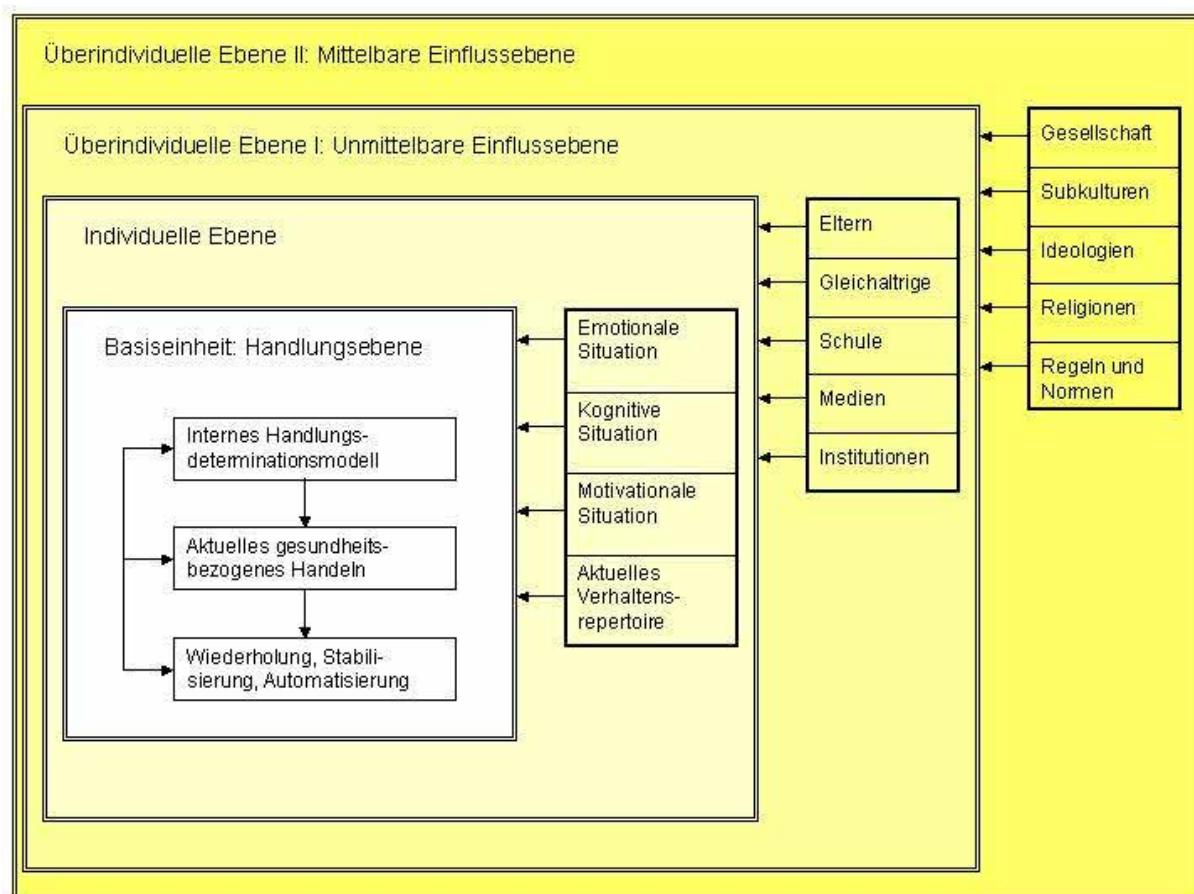 Überindividuelle Ebene II: Mittelbare Einflussebene
Überindividuelle Ebene I: Unmittelbare Einflussebene
Individuelle Ebene
Basiseinheit: Handlungsebene
Internes Handlungs-
determinationsmodell
Aktuelles gesundheits-
bezogenes Handeln
Wiederholung, Stabili-
sierung, Automatisierung
Emotionale
Situation
Kognitive
Situation
Motivationale
Situation
Aktuelles
Verhaltens-
repertoire
Eltern
Gleichaltrige
Schule
Medien
Institutionen
Gesellschaft
Subkulturen
Ideologien
Religionen
Regeln und
Normen